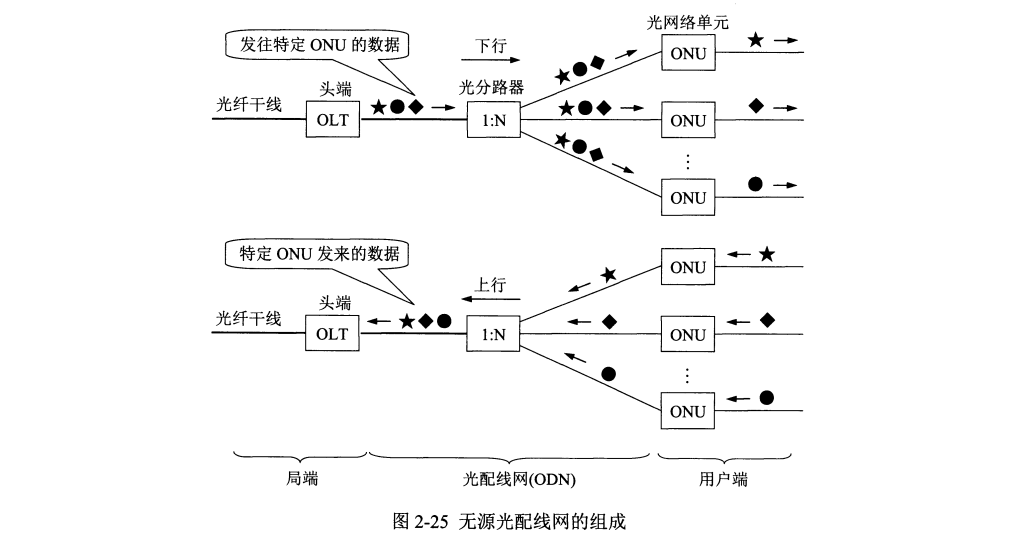 光网络单元
发往特定 ONU 的数据
下行
ONU
头端
光分路器
光纤干线
OLT
1:N
ONU
⋮
ONU
特定 ONU 发来的数据
上行
ONU
头端
光纤干线
OLT
1:N
ONU
⋮
ONU
局端
光配线网(ODN)
用户端
图 2-25 无源光配线网的组成